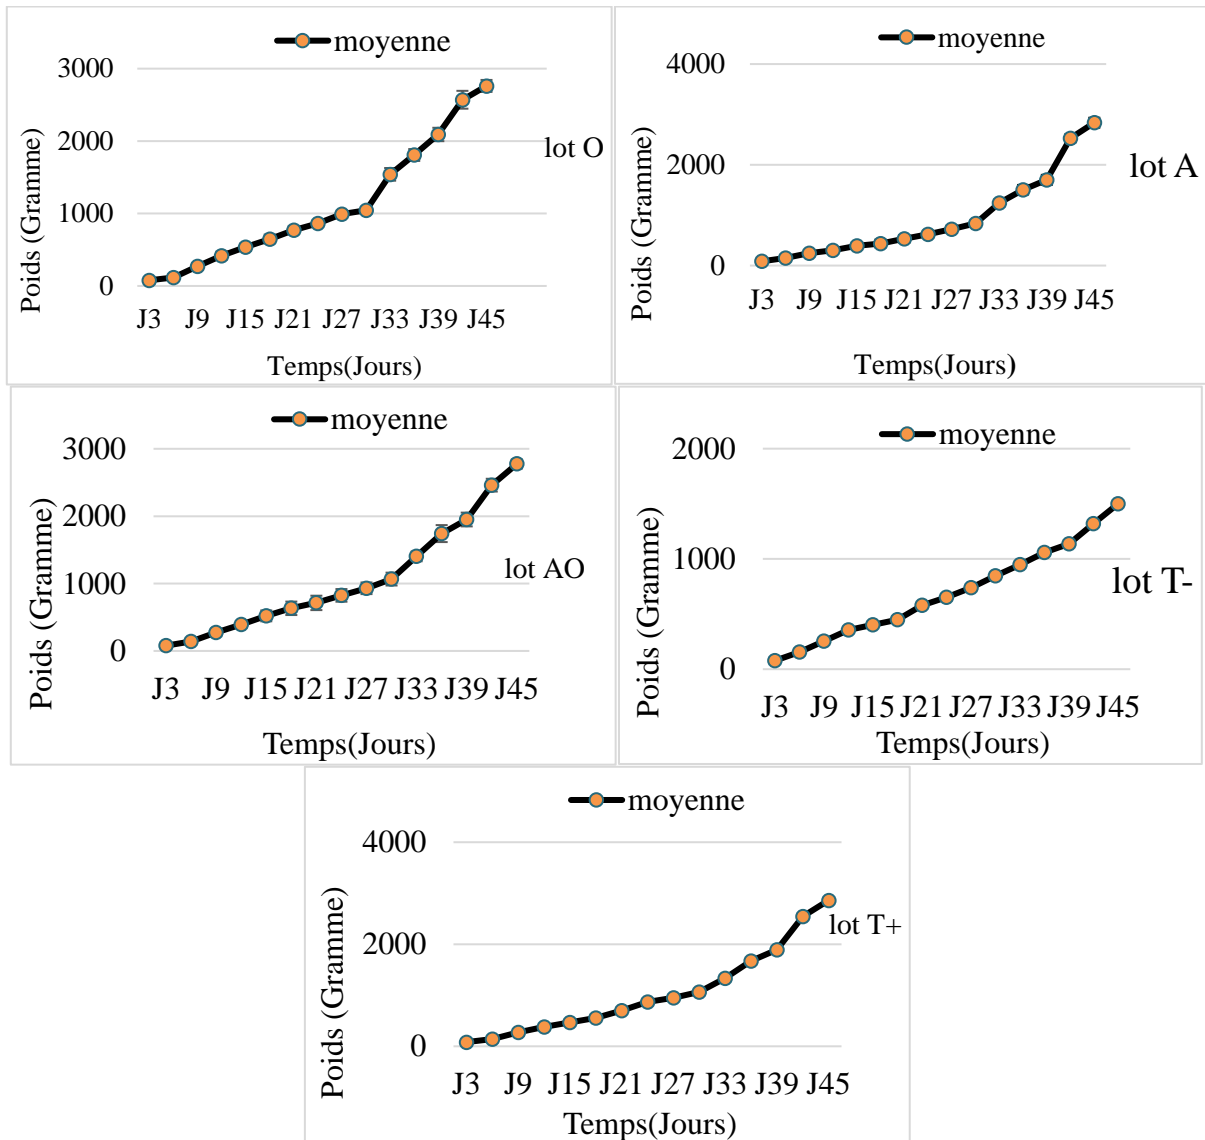 moyenne
3000
2000
1000
0
Poids (Gramme)
lot O
J3 J9 J15 J21 J27 J33 J39 J45
Temps(Jours)
moyenne
4000
2000
0
Poids (Gramme)
lot A
J3 J9 J15 J21 J27 J33 J39 J45
Temps(Jours)
moyenne
3000
2000
1000
0
Poids (Gramme)
lot AO
J3 J9 J15 J21 J27 J33 J39 J45
Temps(Jours)
moyenne
2000
1000
0
Poids (Gramme)
lot T-
J3 J9 J15 J21 J27 J33 J39 J45
Temps(Jours)
moyenne
4000
2000
0
Poids (Gramme)
lot T+
J3 J9 J15 J21 J27 J33 J39 J45
Temps(Jours)